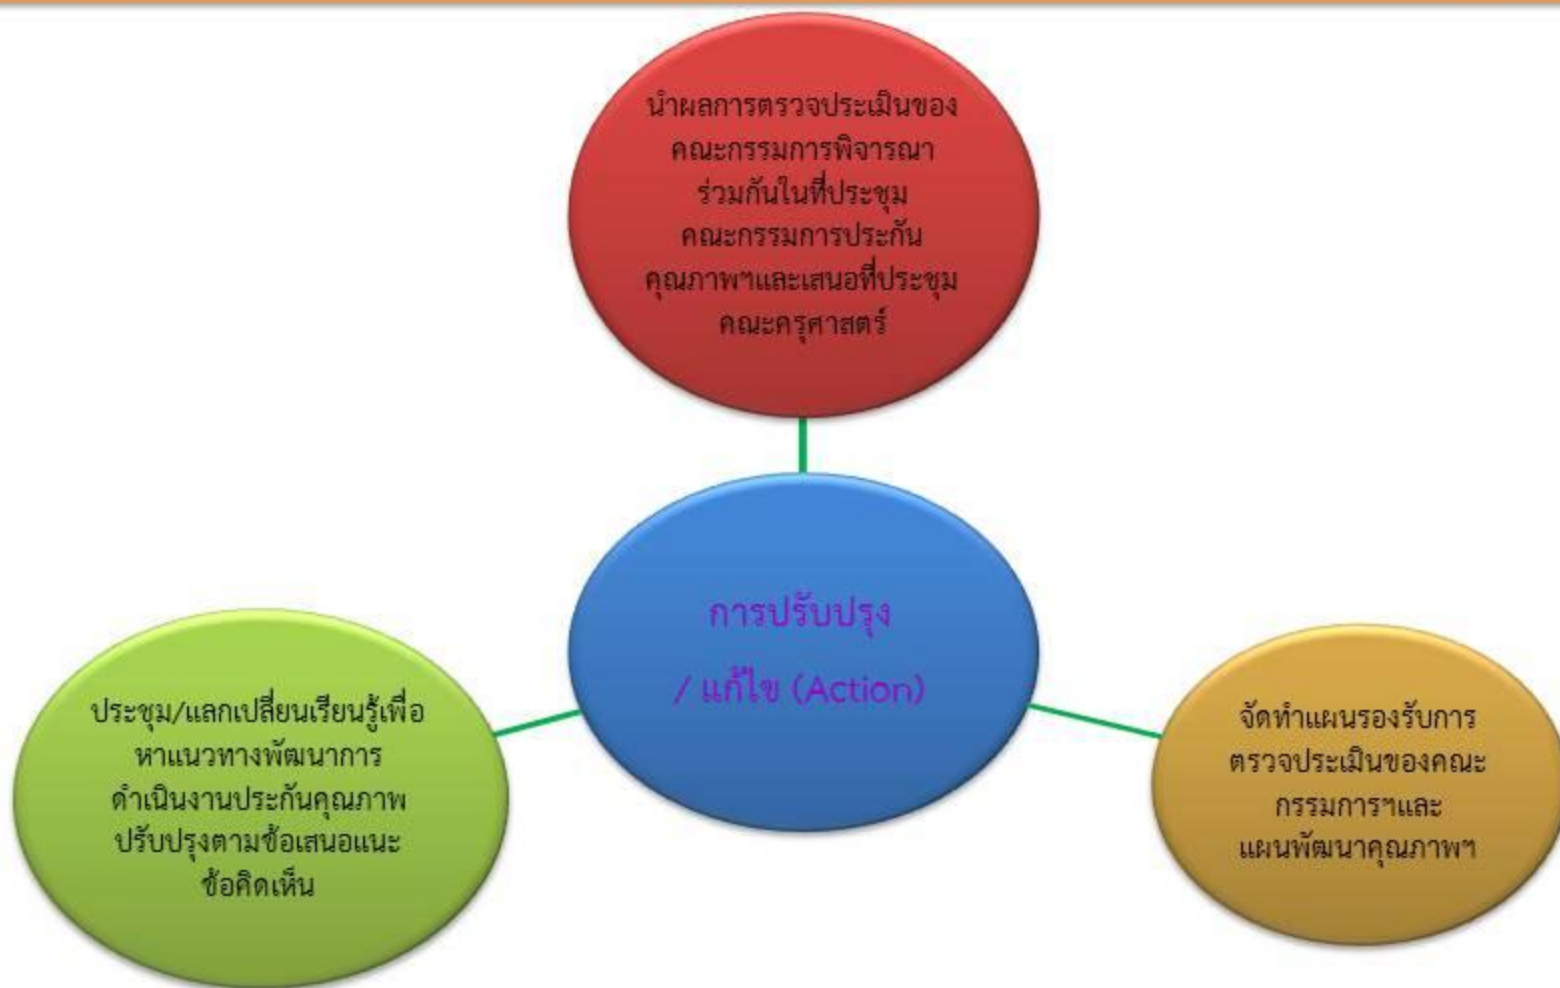 นำผลการตรวจประเมินของ
คณะกรรมการพิจารณา
ร่วมกันในที่ประชุม
คณะกรรมการประกัน
คุณภาพฯและเสนอที่ประชุม
คณะครุศาสตร์
การปรับปรุง
/ แก้ไข (Action)
ประชุม/แลกเปลี่ยนเรียนรู้เพื่อ
หาแนวทางพัฒนาการ
ดำเนินงานประกันคุณภาพ
ปรับปรุงตามข้อเสนอแนะ
ข้อคิดเห็น
จัดทำแผนรองรับการ
ตรวจประเมินของคณะ
กรรมการฯและ
แผนพัฒนาคุณภาพฯ